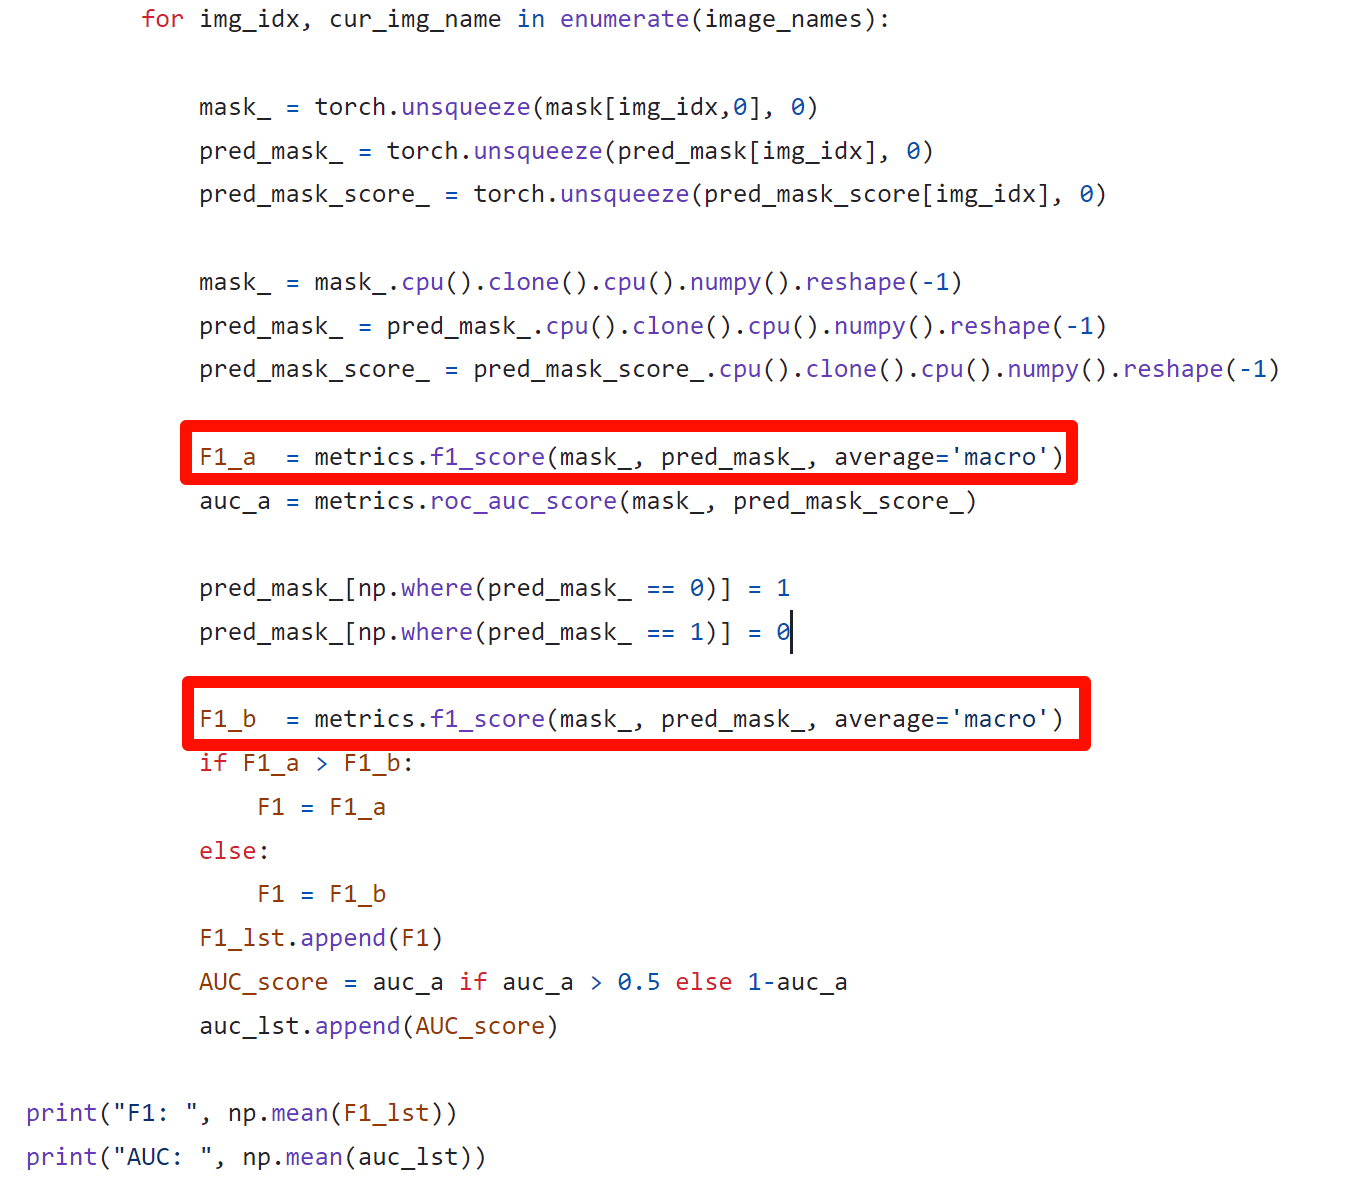 for img_idx, cur_img_name in enumerate(image_names):
mask_ = torch.unsqueeze(mask[img_idx,0], 0)
pred_mask_ = torch.unsqueeze(pred_mask[img_idx], 0)
pred_mask_score_ = torch.unsqueeze(pred_mask_score[img_idx], 0)
mask_ = mask_.cpu().clone().cpu().numpy().reshape(-1)
pred_mask_ = pred_mask_.cpu().clone().cpu().numpy().reshape(-1)
pred_mask_score_ = pred_mask_score_.cpu().clone().cpu().numpy().reshape(-1)
F1_a  = metrics.f1_score(mask_, pred_mask_, average='macro')
auc_a = metrics.roc_auc_score(mask_, pred_mask_score_)
pred_mask_[np.where(pred_mask_ == 0)] = 1
pred_mask_[np.where(pred_mask_ == 1)] = 0
F1_b  = metrics.f1_score(mask_, pred_mask_, average='macro')
if F1_a > F1_b:
F1 = F1_a
else:
F1 = F1_b
F1_lst.append(F1)
AUC_score = auc_a if auc_a > 0.5 else 1-auc_a
auc_lst.append(AUC_score)
print("F1: ", np.mean(F1_lst))
print("AUC: ", np.mean(auc_lst))